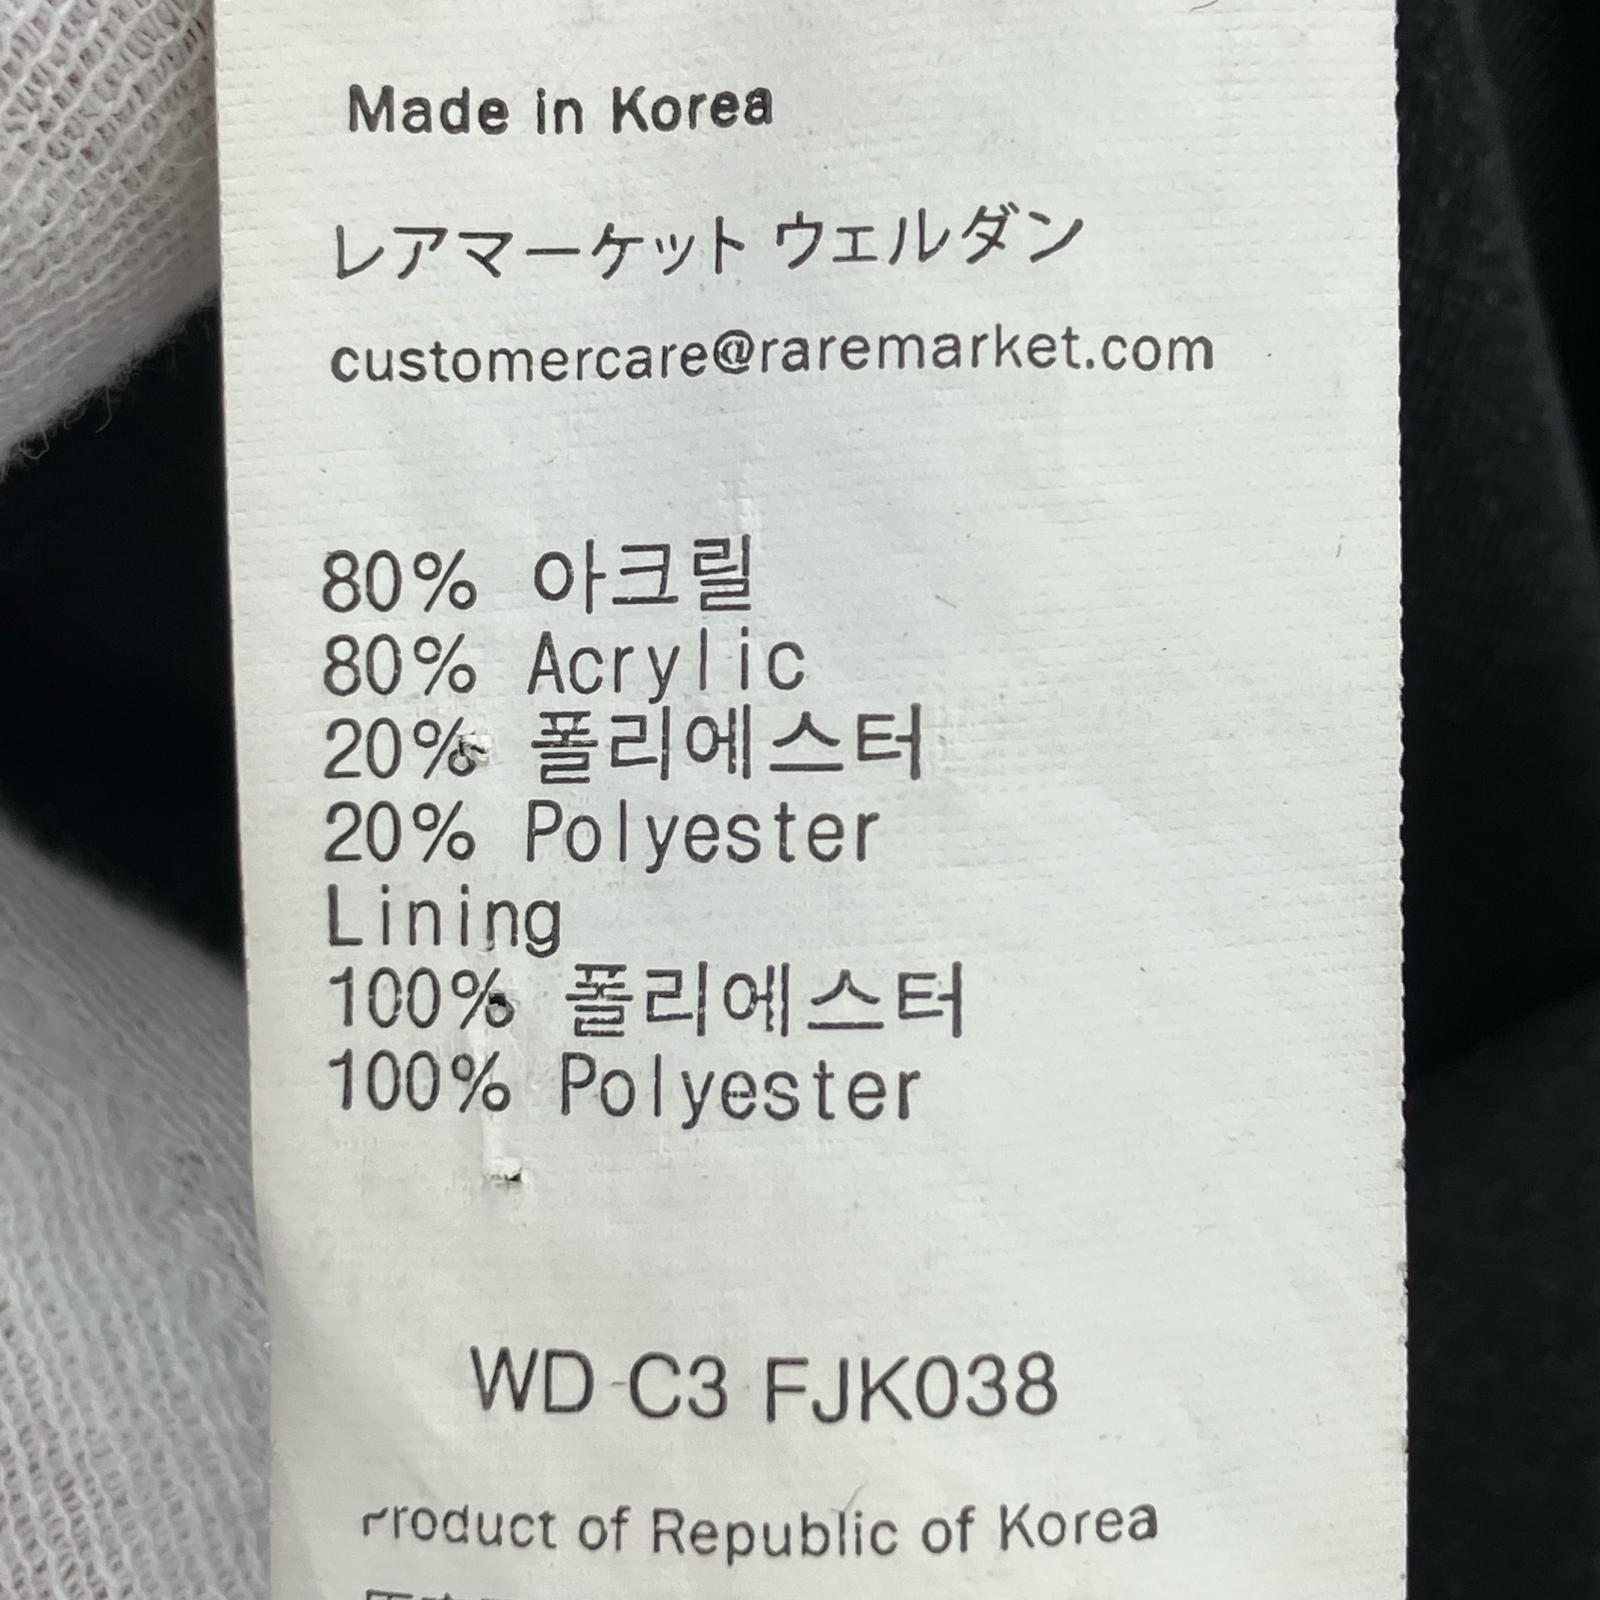 Made in Korea
レアマーケット ウェルダン
customercare@raremarket.com
80% 아크릴
80% Acrylic
20% 폴리에스터
20% Polyester
Lining
100% 폴리에스터
100% Polyester
WD-C3 FJK038
Product of Republic of Korea